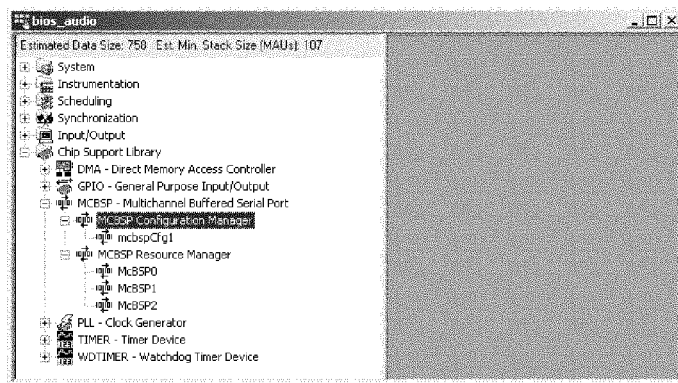 bios_audio
Estimated Data Size: 758 Est. Min. Stack Size (MAUs): 107
System
Instrumentation
Scheduling
Synchronization
Input/Output
Chip Support Library
DMA - Direct Memory Access Controller
GPIO - General Purpose Input/Output
MCBSP - Multichannel Buffered Serial Port
MCBSP Configuration Manager
mcbspCfg1
MCBSP Resource Manager
McBSP0
McBSP1
McBSP2
PLL - Clock Generator
TIMER - Timer Device
WDTIMER - Watchdog Timer Device